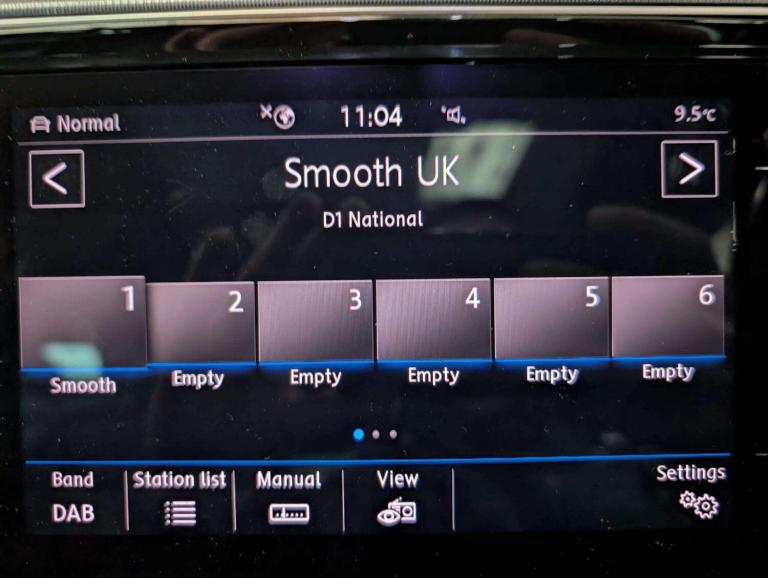 Normal 11:04 9.5°C
Smooth UK
D1 National
1 2 3 4 5 6
Smooth Empty Empty Empty Empty Empty
Band Station list Manual View Settings
DAB